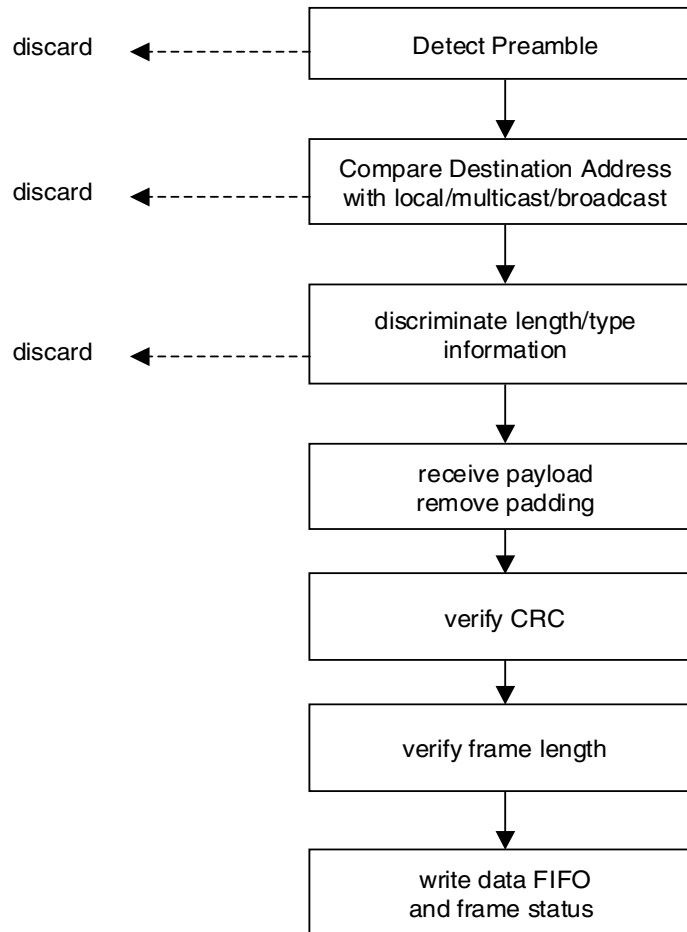 discard
Detect Preamble
discard
Compare Destination Address
with local/multicast/broadcast
discard
discriminate length/type
information
receive payload
remove padding
verify CRC
verify frame length
write data FIFO
and frame status